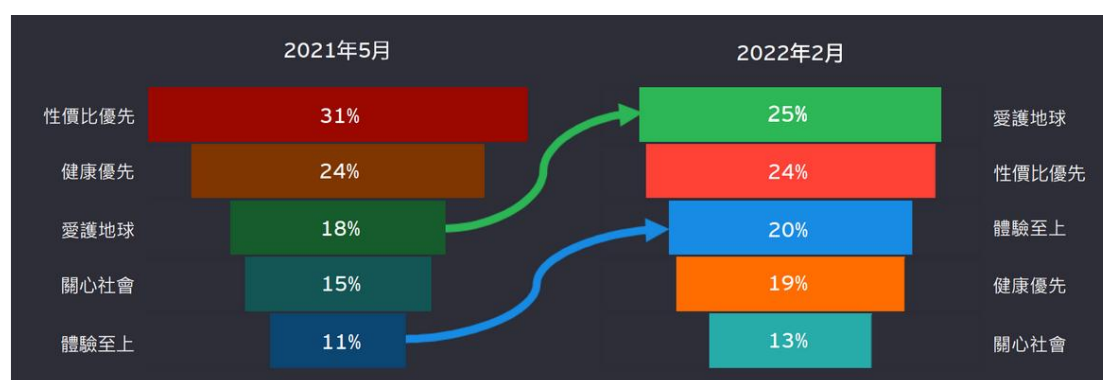 2021年5月
2022年2月
性價比優先
31%
25%
愛護地球
健康優先
24%
24%
性價比優先
愛護地球
18%
20%
體驗至上
關心社會
15%
19%
健康優先
體驗至上
11%
13%
關心社會